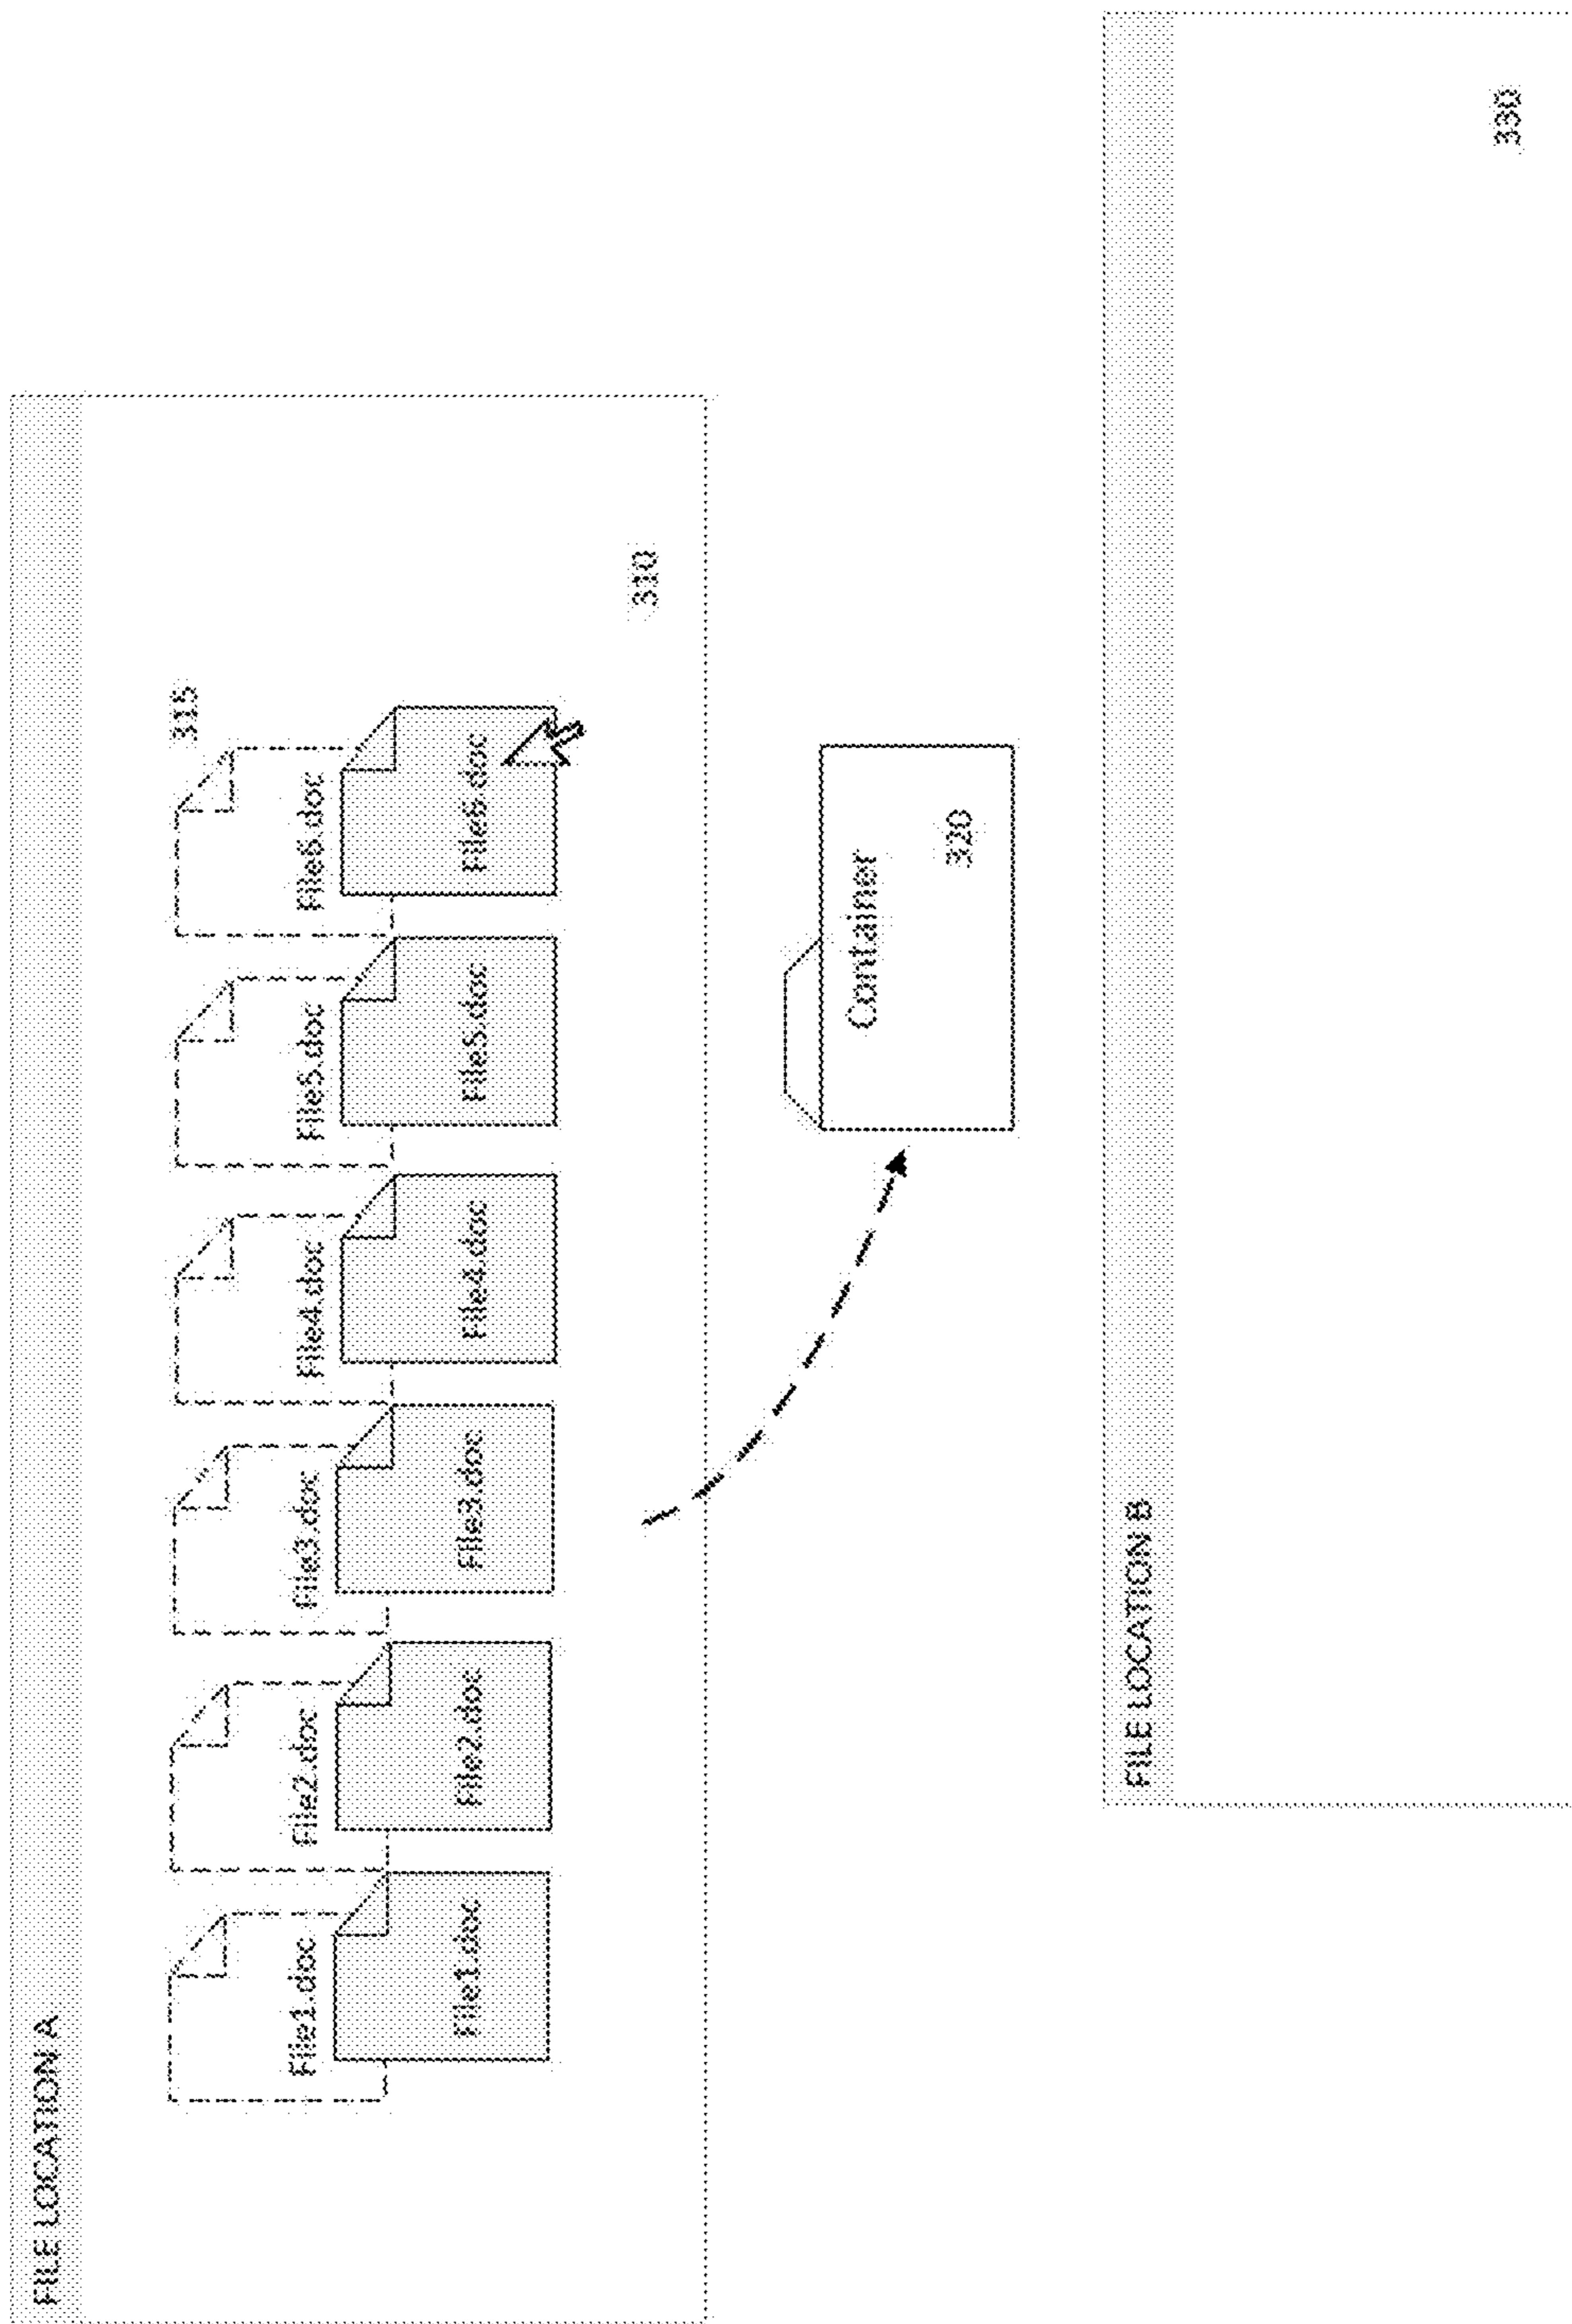 FILE LOCATION A
315
File1.doc
File2.doc
File3.doc
File4.doc
File5.doc
File6.doc
File1.doc
File2.doc
File3.doc
File4.doc
File5.doc
File6.doc
310
Container
320
FILE LOCATION B
330